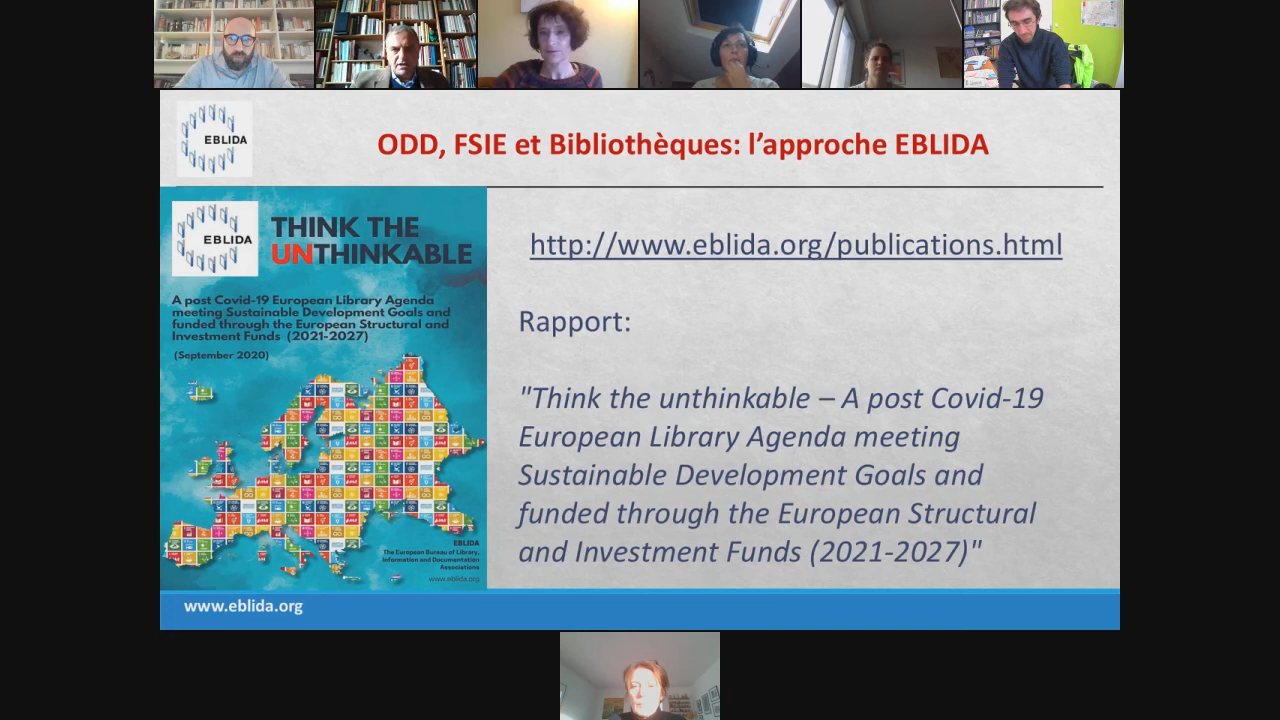 EBLIDA
ODD, FSIE et Bibliothèques: l’approche EBLIDA
EBLIDA
THINK THE
UNTHINKABLE
A post Covid-19 European Library Agenda
meeting Sustainable Development Goals and
funded through the European Structural and
Investment Funds (2021-2027)
(September 2020)
EBLIDA
The European Bureau of Library,
Information and Documentation
Associations
www.eblida.org
http://www.eblida.org/publications.html
Rapport:
"Think the unthinkable – A post Covid-19
European Library Agenda meeting
Sustainable Development Goals and
funded through the European Structural
and Investment Funds (2021-2027)"
www.eblida.org